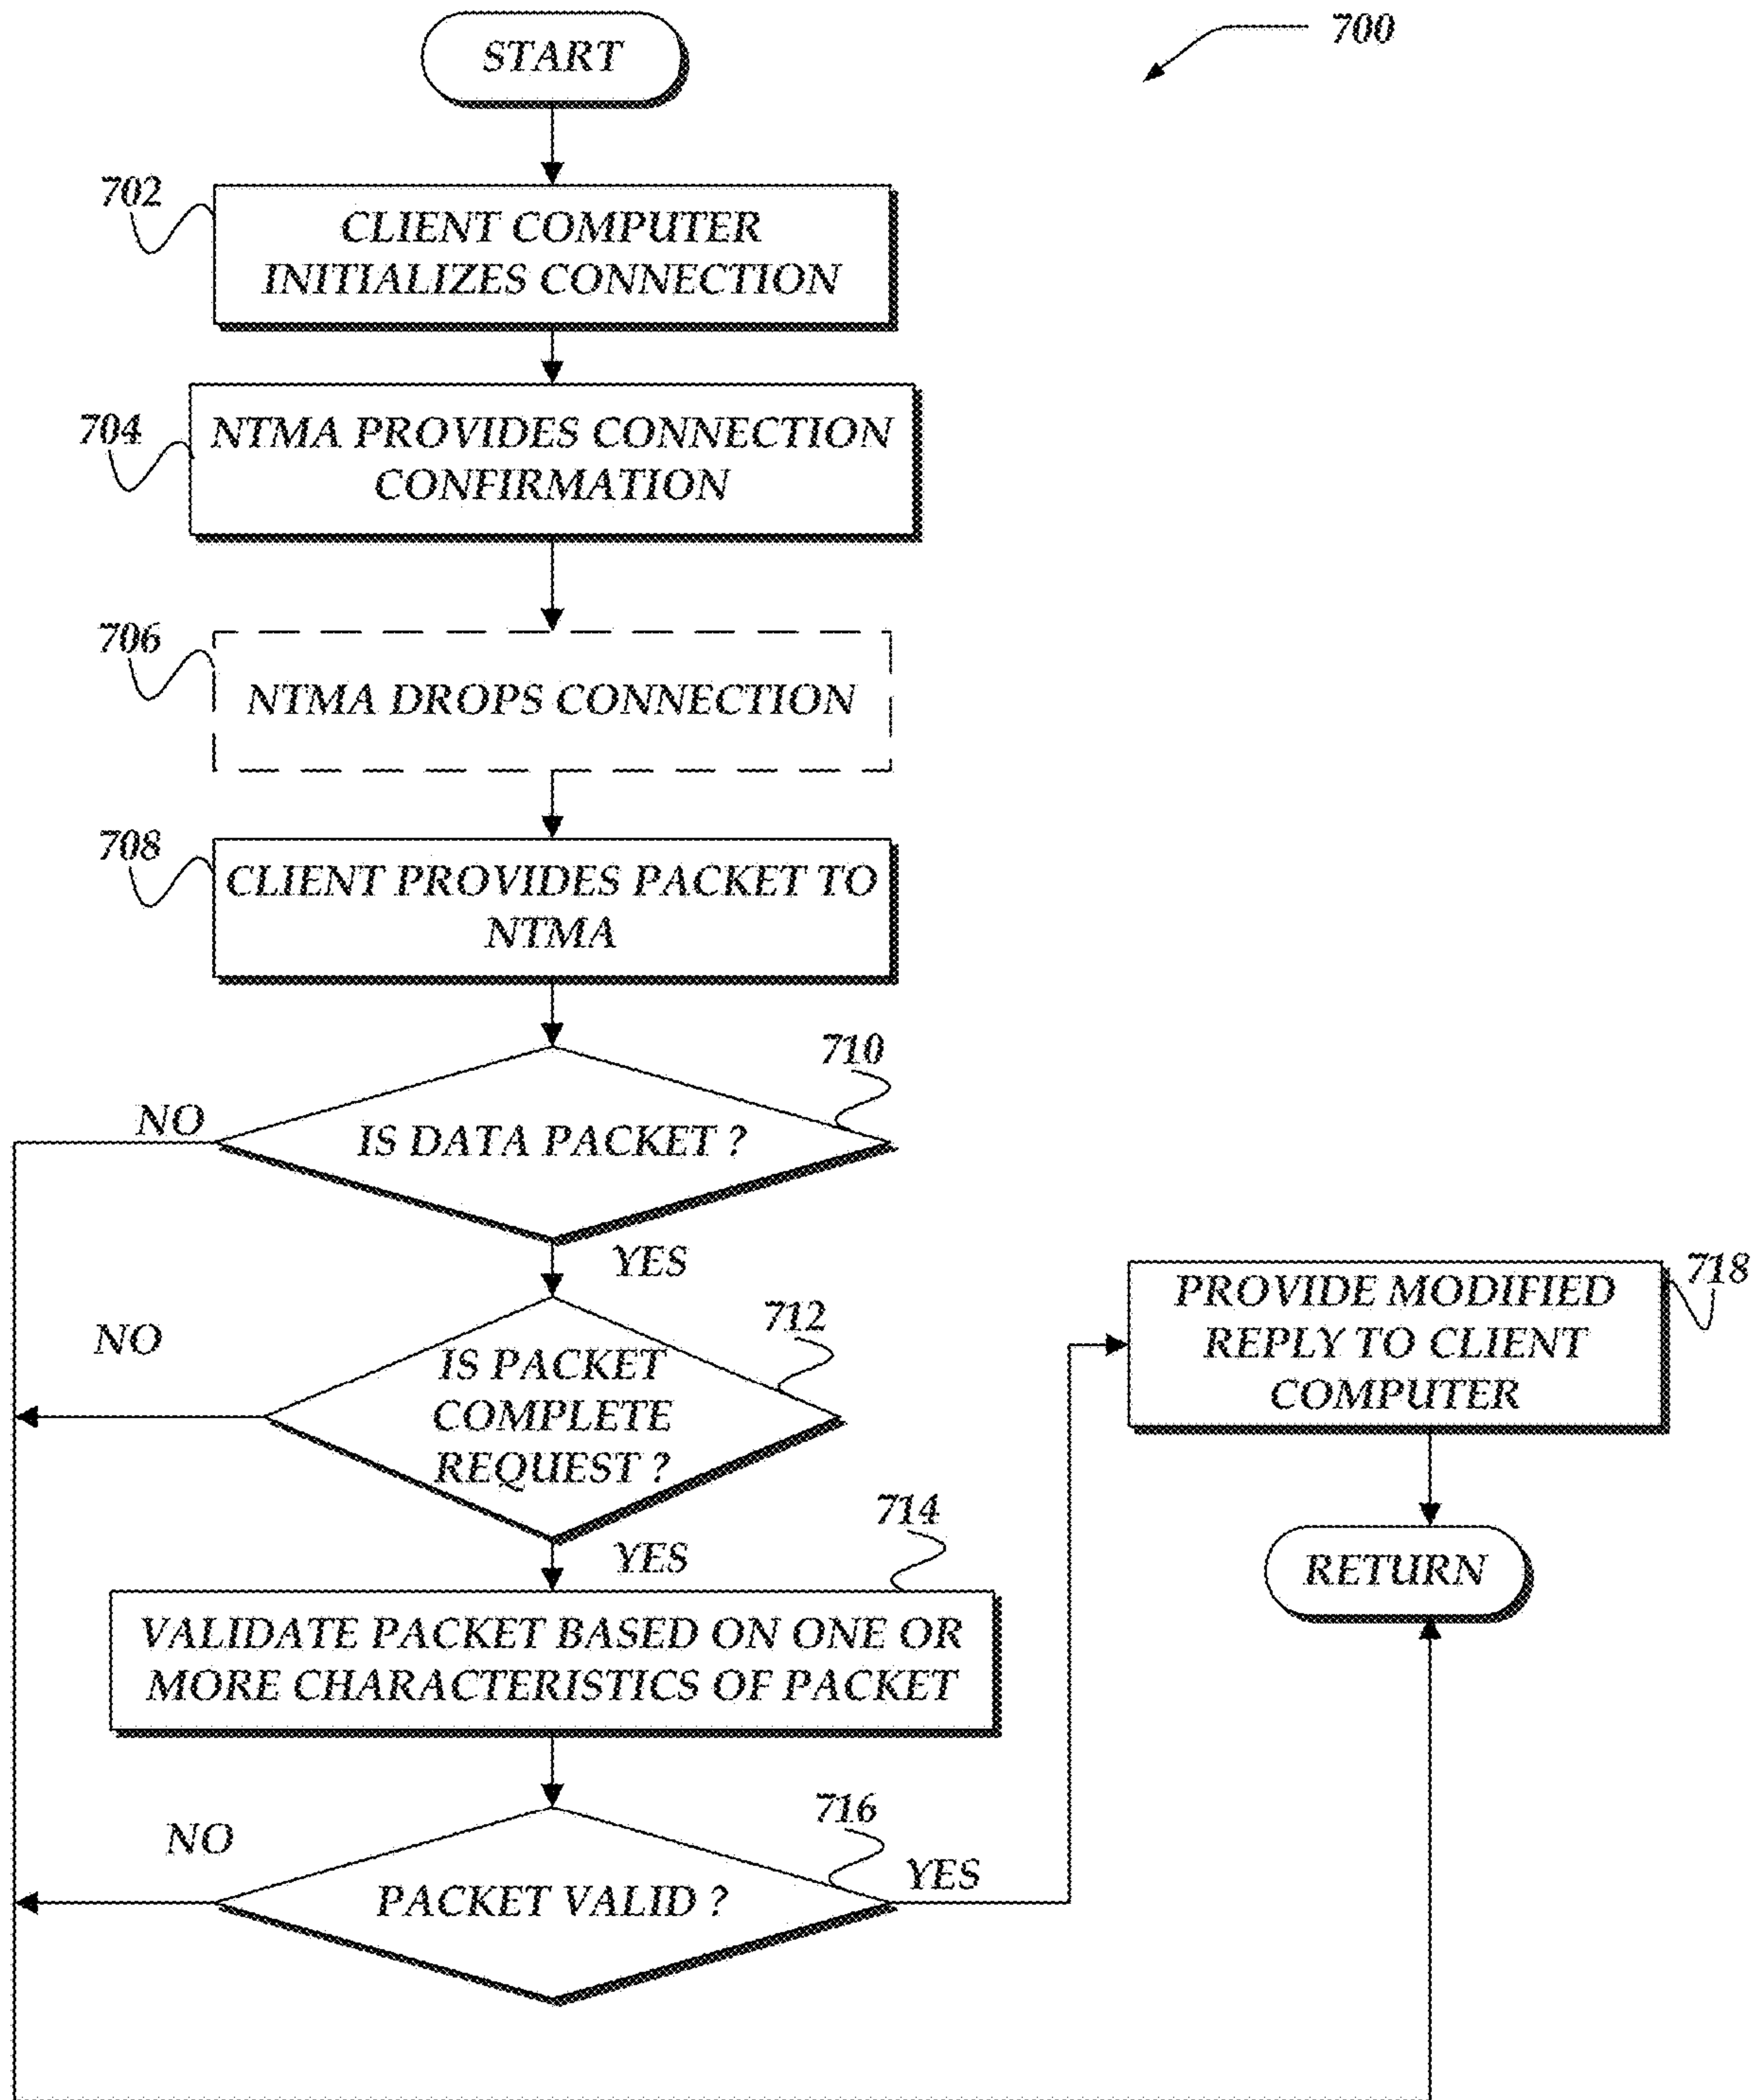 START
700
702
CLIENT COMPUTER
INITIALIZES CONNECTION
704
NTMA PROVIDES CONNECTION
CONFIRMATION
706
NTMA DROPS CONNECTION
708
CLIENT PROVIDES PACKET TO
NTMA
710
NO
IS DATA PACKET ?
YES
712
NO
IS PACKET
COMPLETE
REQUEST ?
YES
714
VALIDATE PACKET BASED ON ONE OR
MORE CHARACTERISTICS OF PACKET
716
NO
PACKET VALID ?
YES
718
PROVIDE MODIFIED
REPLY TO CLIENT
COMPUTER
RETURN